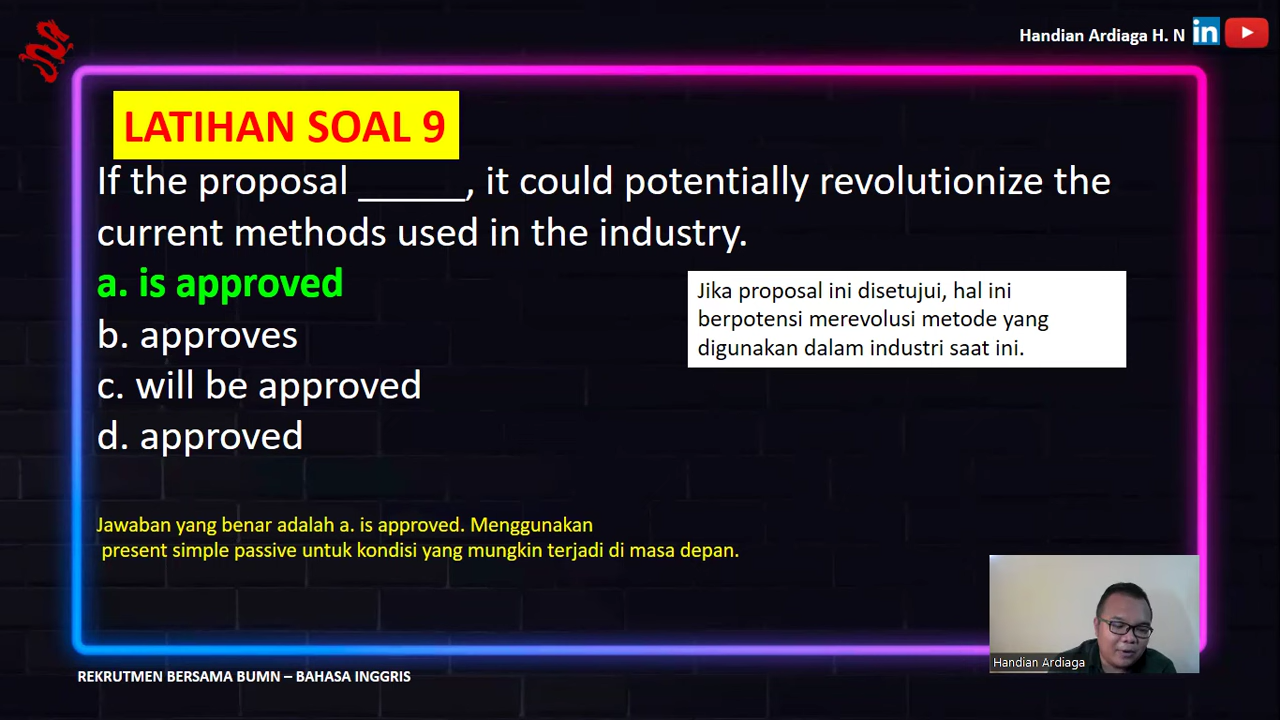 Handian Ardiaga H. N in
LATIHAN SOAL 9
If the proposal _____, it could potentially revolutionize the
current methods used in the industry.
a. is approved
b. approves
c. will be approved
d. approved
Jika proposal ini disetujui, hal ini
berpotensi merevolusi metode yang
digunakan dalam industri saat ini.
Jawaban yang benar adalah a. is approved. Menggunakan
present simple passive untuk kondisi yang mungkin terjadi di masa depan.
Handian Ardiaga
REKRUTMEN BERSAMA BUMN – BAHASA INGGRIS